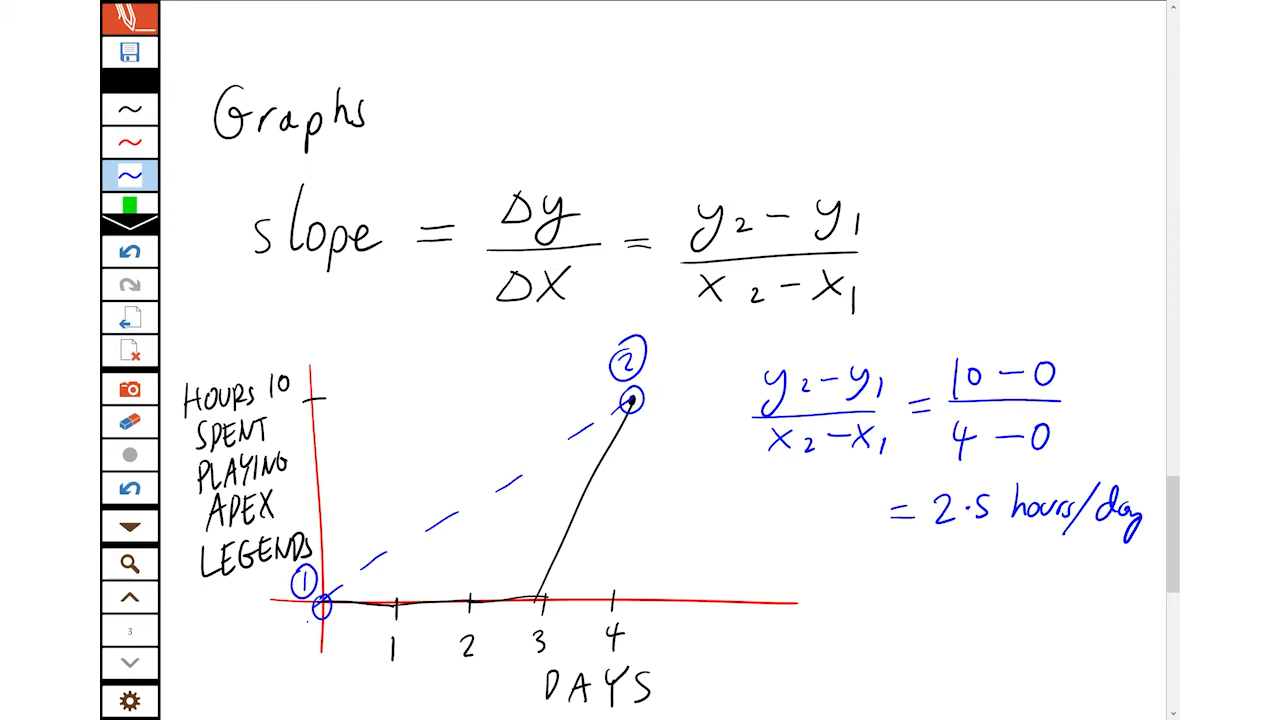 Graphs
slope = Δy/Δx = y₂ - y₁/x₂ - x₁
HOURS 10
SPENT
PLAYING
APEX
LEGENDS
1
2
y₂ - y₁/x₂ - x₁ = 10 - 0/4 - 0
= 2.5 hours/day
1 2 3 4
DAYS
3